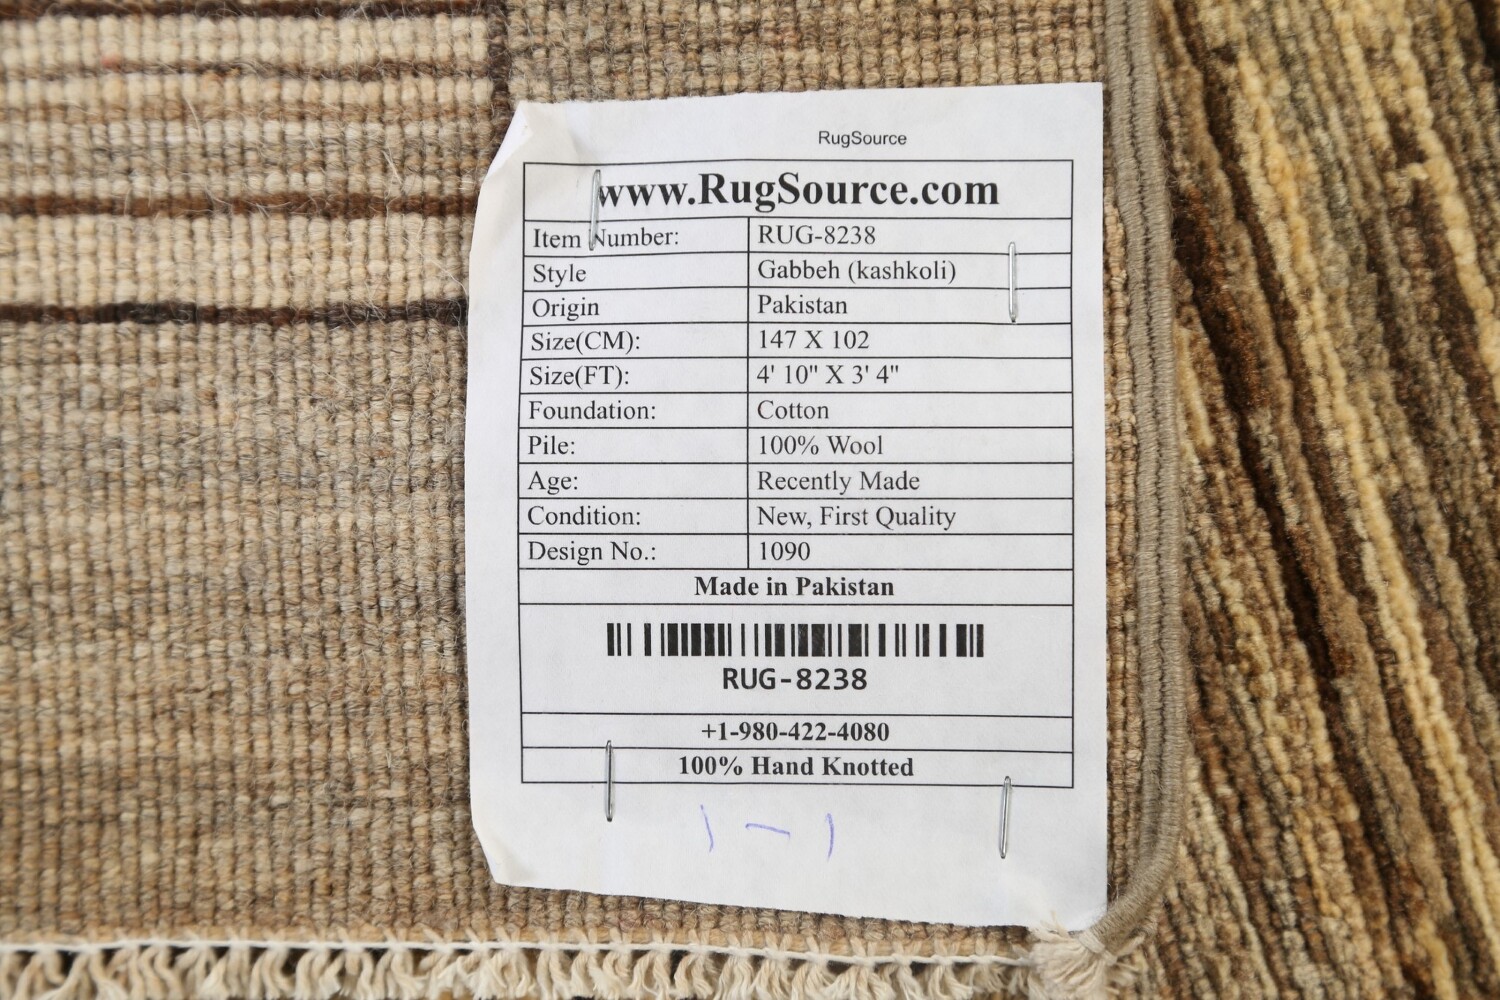 RugSource
www.RugSource.com
Item Number: RUG-8238
Style Gabbeh (kashkoli)
Origin Pakistan
Size(CM): 147 X 102
Size(FT): 4' 10" X 3' 4"
Foundation: Cotton
Pile: 100% Wool
Age: Recently Made
Condition: New, First Quality
Design No.: 1090
Made in Pakistan
RUG-8238
+1-980-422-4080
100% Hand Knotted
1-1